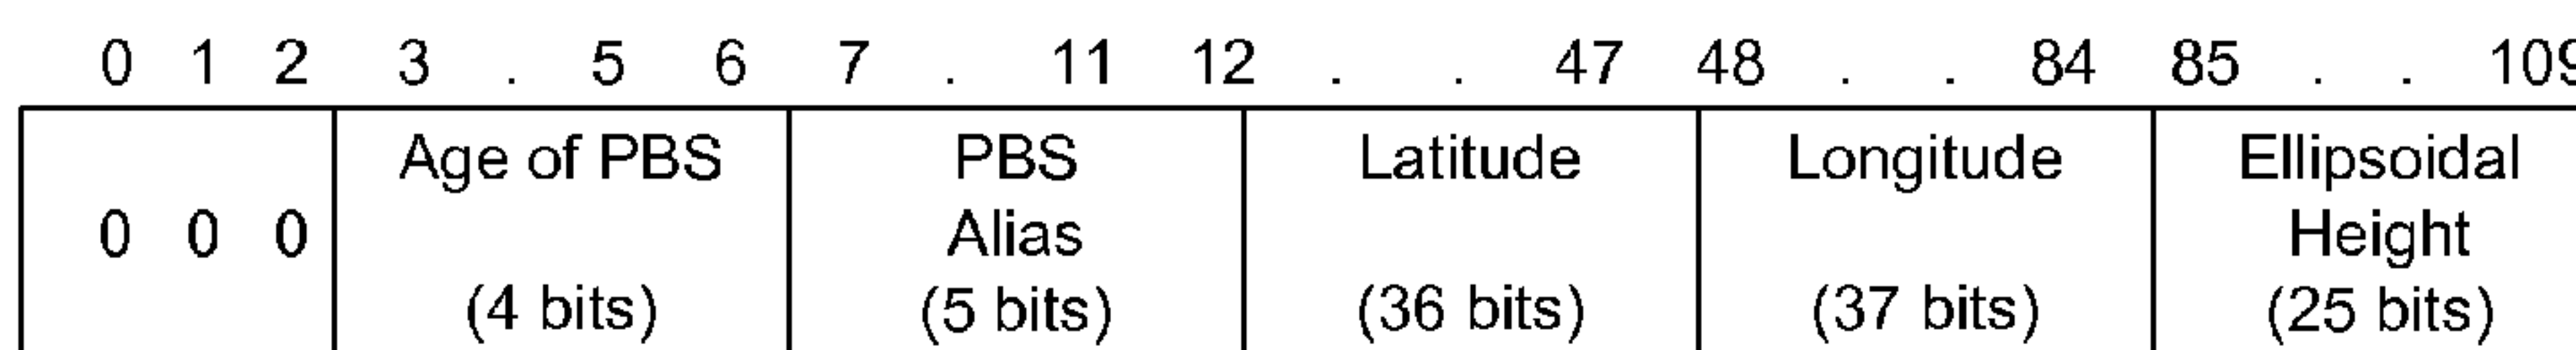 0 1 2 3 . 5 6 7 . 11 12 . . 47 48 . . 84 85 . . 109
Age of PBS PBS Latitude Longitude Ellipsoidal
0 0 0 Alias Height
(4 bits) (5 bits) (36 bits) (37 bits) (25 bits)